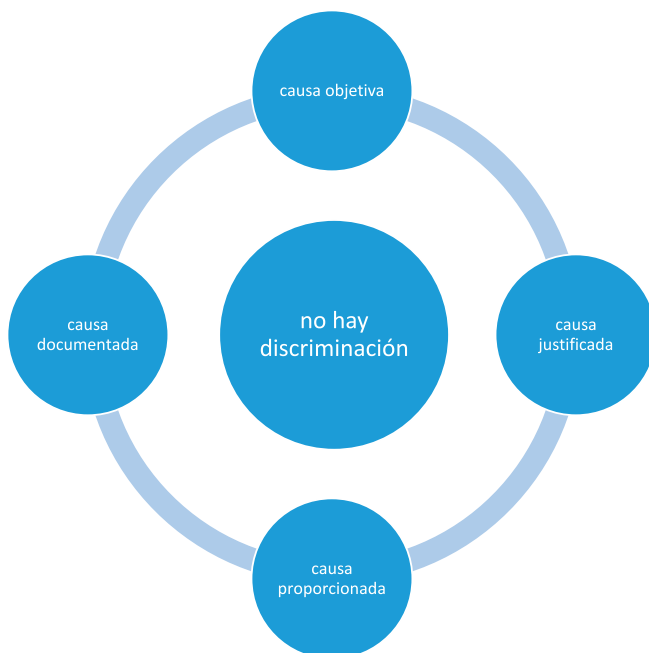 causa objetiva
causa
documentada
no hay
discriminación
causa
justificada
causa
proporcionada